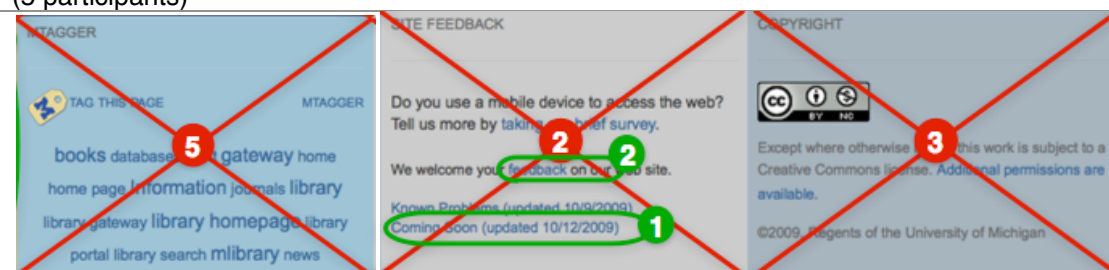 (5 participants)
MTAGGER
TAG THIS PAGE MTAGGER
5
books database gateway home
home page information journals library
library gateway library homepage library
portal library search mlibrary news
SITE FEEDBACK
Do you use a mobile device to access the web?
Tell us more by taking brief survey.
2
2
We welcome your feedback on our web site.
Known Problems (updated 10/9/2009)
Coming Soon (updated 10/12/2009)
1
COPYRIGHT
cc
BY NC
3
Except where otherwise this work is subject to a
Creative Commons license. Additional permissions are
available.
©2009, Regents of the University of Michigan